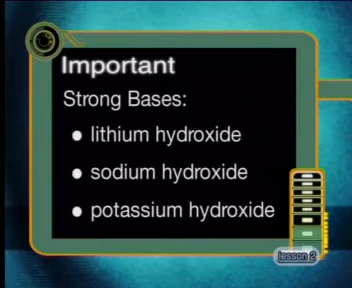 Important
Strong Bases:
• lithium hydroxide
• sodium hydroxide
• potassium hydroxide
lesson 2